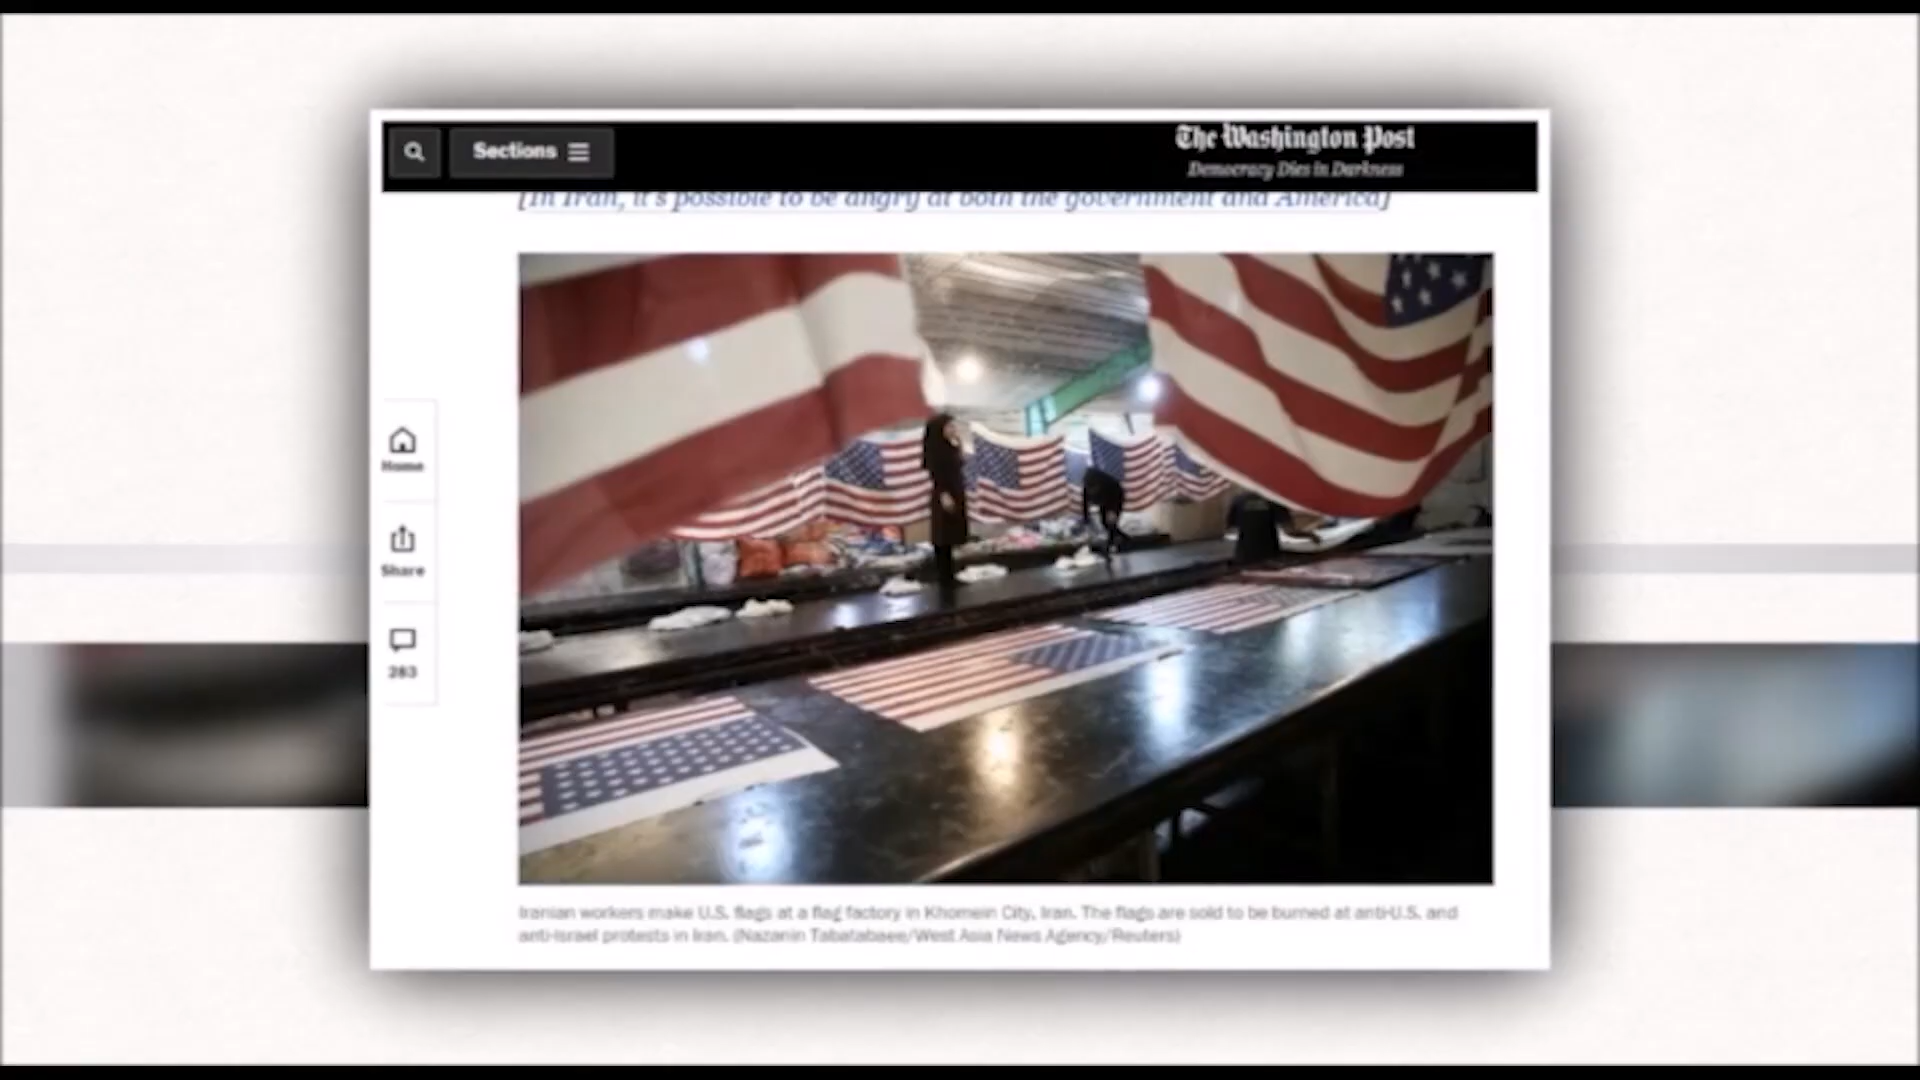 Sections
The Washington Post
Democracy Dies in Darkness
[In Iran, it's possible to be angry at both the government and America]
Home
Share
283
Iranian workers make U.S. flags at a flag factory in Khomein City, Iran. The flags are sold to be burned at anti-U.S. and
anti-Israel protests in Iran. (Nazanin Tabatabaee/West Asia News Agency/Reuters)